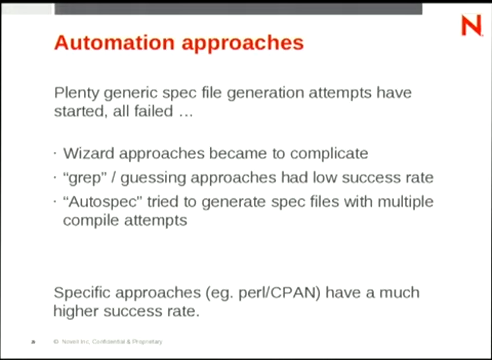 Automation approaches
N
Plenty generic spec file generation attempts have
started, all failed ...
· Wizard approaches became to complicate
· “grep” / guessing approaches had low success rate
· “Autospec” tried to generate spec files with multiple
compile attempts
Specific approaches (eg. perl/CPAN) have a much
higher success rate.
© Novell Inc. Confidential & Proprietary